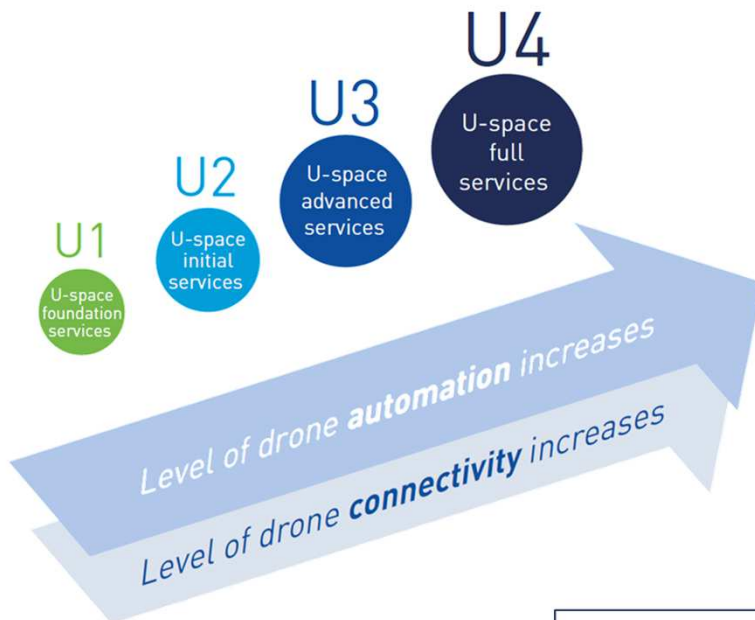 U4
U-space
full
services
U3
U-space
advanced
services
U2
U-space
initial
services
U1
U-space
foundation
services
Level of drone automation increases
Level of drone connectivity increases